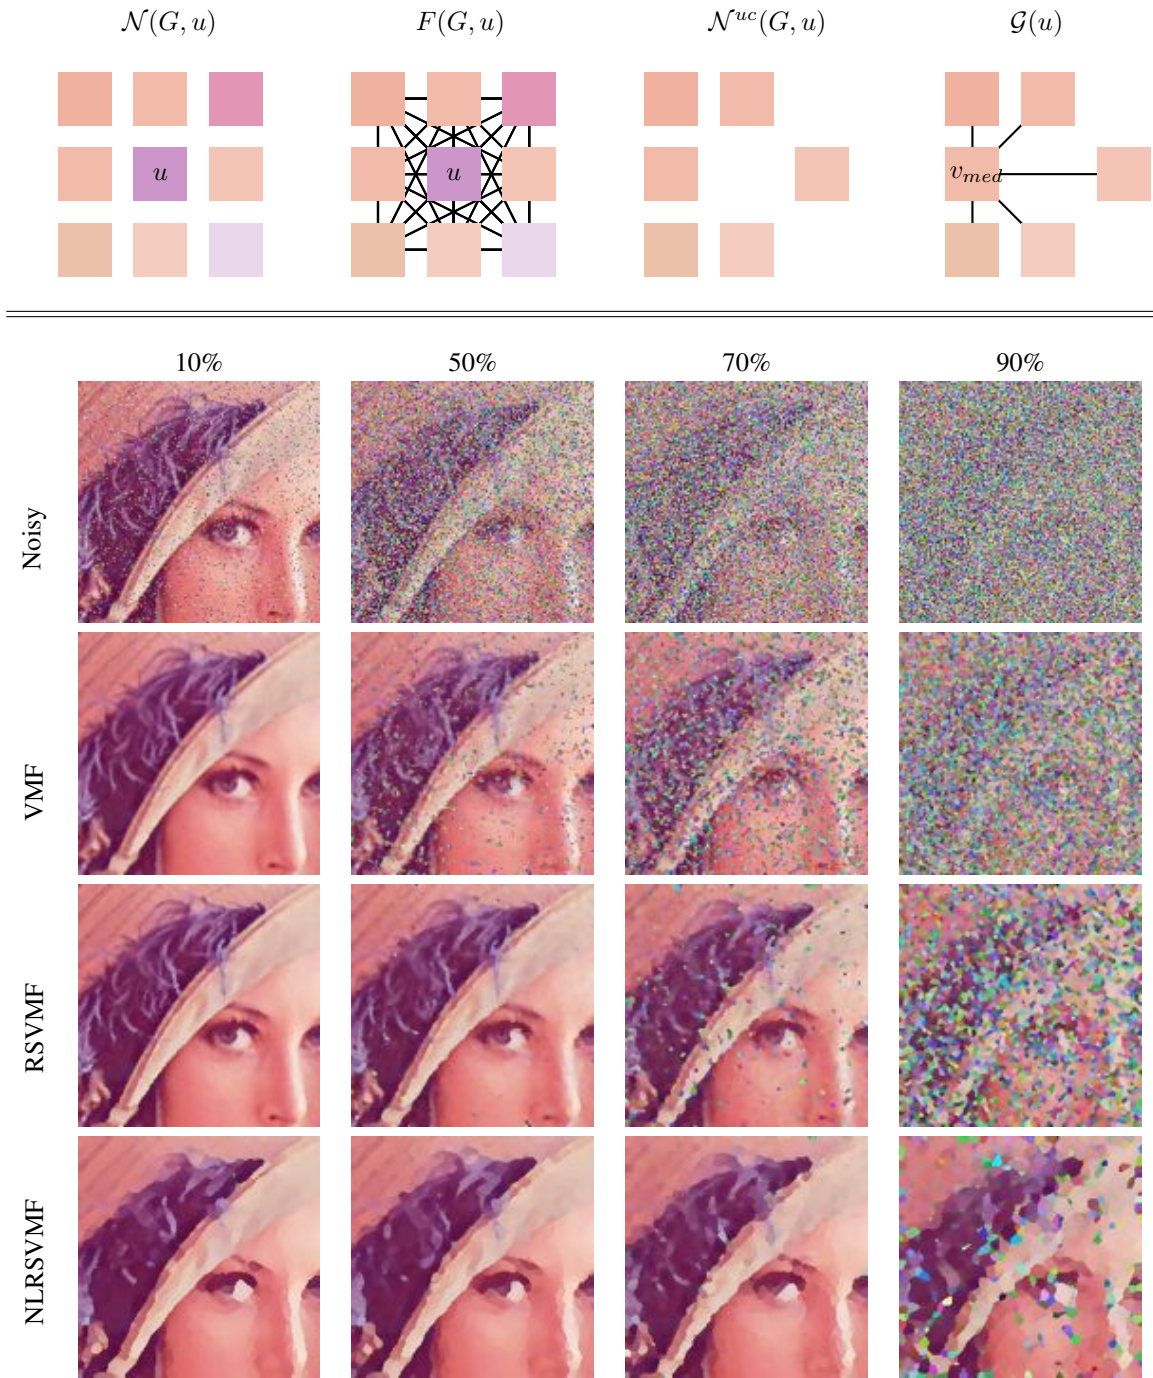 𝒩(G, u) F(G, u) 𝒩^{uc}(G, u) 𝒢(u)
u u v_{med}
10% 50% 70% 90%
Noisy
VMF
RSVMF
NLRSVMF